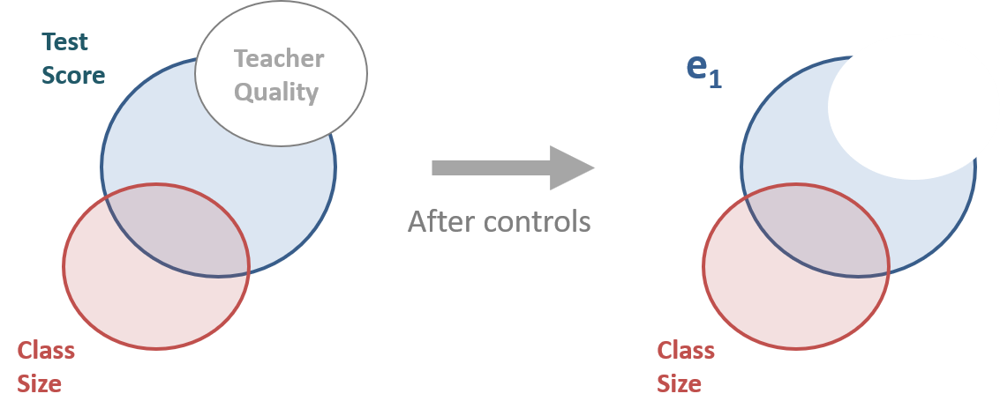 Test
Score
Teacher
Quality
Class
Size
After controls
e₁
Class
Size